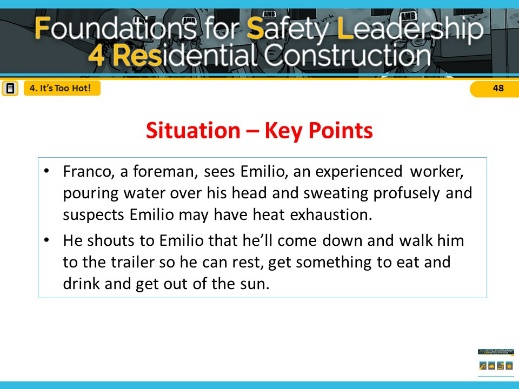 Foundations for Safety Leadership
4 Residential Construction
4. It's Too Hot!
48
Situation – Key Points
• Franco, a foreman, sees Emilio, an experienced worker,
pouring water over his head and sweating profusely and
suspects Emilio may have heat exhaustion.
• He shouts to Emilio that he'll come down and walk him
to the trailer so he can rest, get something to eat and
drink and get out of the sun.